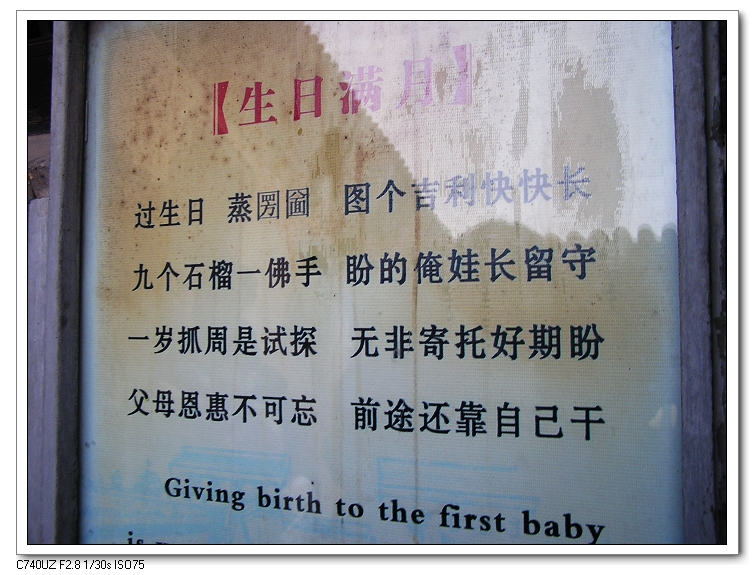 【生日满月】
过生日 蒸圐圙 图个吉利快快长
九个石榴一佛手 盼的俺娃长留守
一岁抓周是试探 无非寄托好期盼
父母恩惠不可忘 前途还靠自己干
Giving birth to the first baby
is
C740UZ F2.8 1/30s ISO75